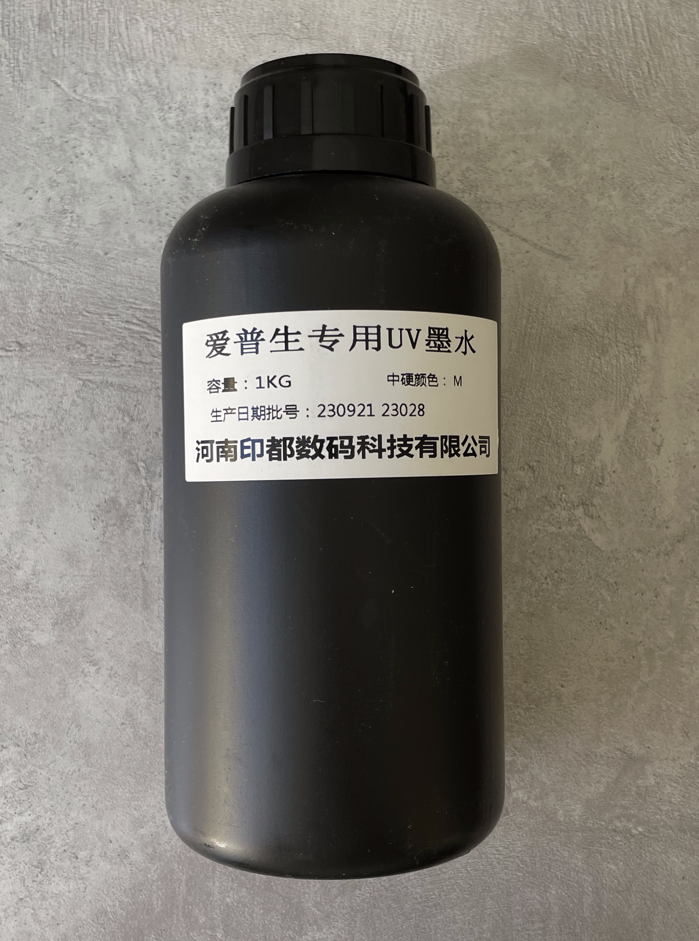 爱普生专用UV墨水
容量：1KG 中硬颜色：M
生产日期批号：230921 23028
河南印都数码科技有限公司